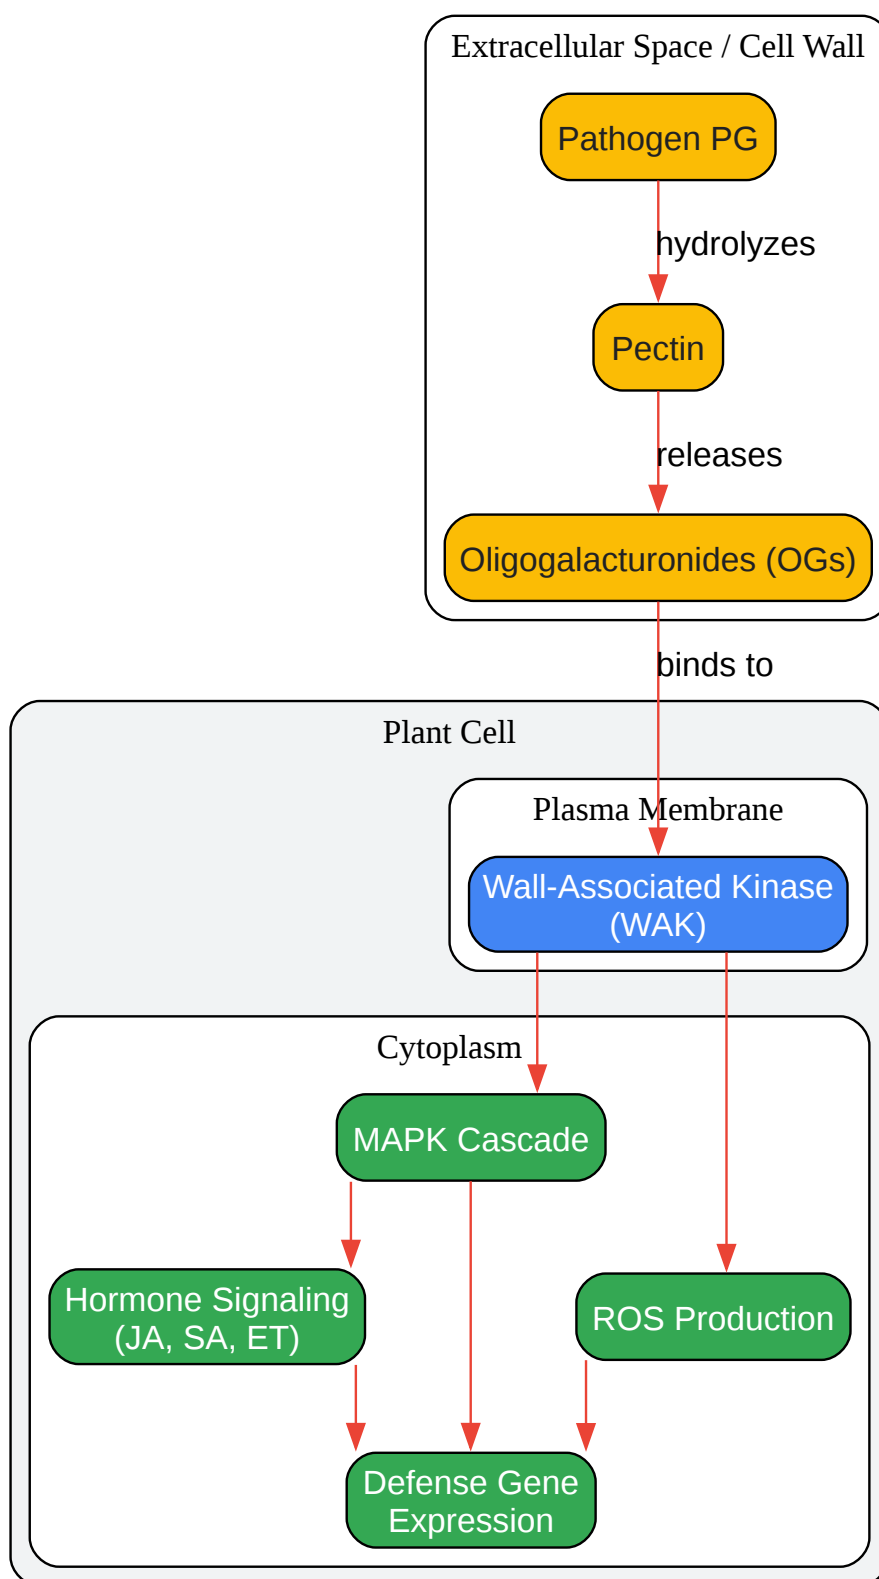 Extracellular Space / Cell Wall
Pathogen PG
hydrolyzes
Pectin
releases
Oligogalacturonides (OGs)
binds to
Plant Cell
Plasma Membrane
Wall-Associated Kinase
(WAK)
Cytoplasm
MAPK Cascade
Hormone Signaling
(JA, SA, ET)
ROS Production
Defense Gene
Expression